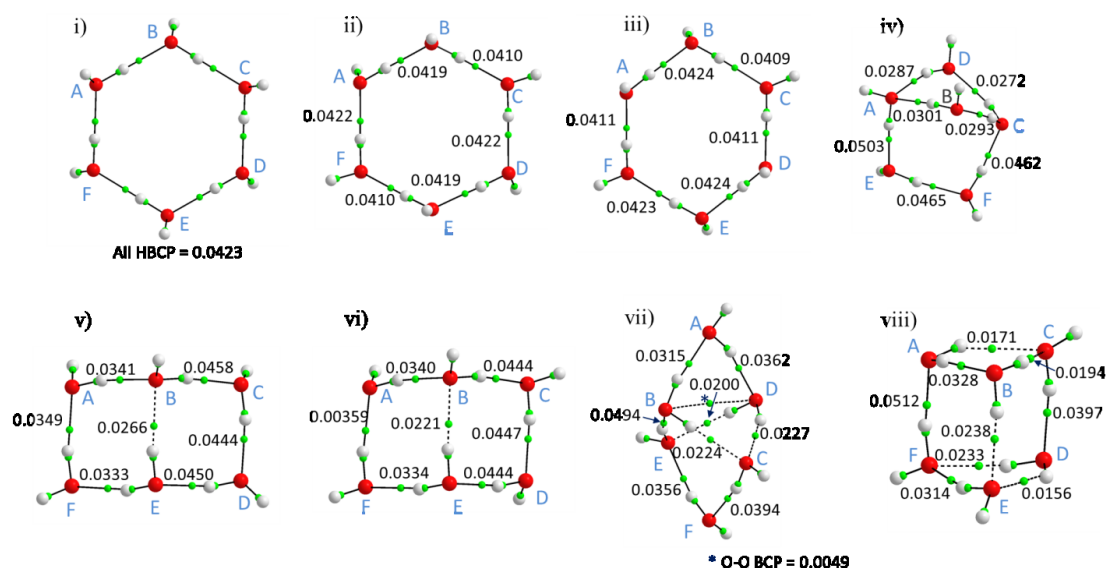 i)
B
A
C
F
D
E
All HBCP = 0.0423
ii)
B
0.0410
A
0.0419
C
0.0422
0.0422
F
D
0.0419
0.0410
E
iii)
B
0.0409
A
0.0424
C
0.0411
0.0411
F
D
0.0424
0.0423
E
iv)
D
0.0287
0.0272
B
A
0.0301
C
0.0293
0.0503
0.0462
E
0.0465
F
v)
0.0341
0.0458
A
B
C
0.0349
0.0266
0.0444
0.0333
0.0450
F
E
D
vi)
0.0340
0.0444
A
B
C
0.00359
0.0221
0.0447
0.0334
0.0444
F
E
D
vii)
A
0.0315
0.0362
0.0200
B
*
D
0.0494
0.0227
E
0.0224
C
0.0356
0.0394
F
* O-O BCP = 0.0049
viii)
0.0171
C
A
0.0328
B
0.0194
0.0512
0.0397
0.0238
0.0233
F
D
0.0314
E
0.0156